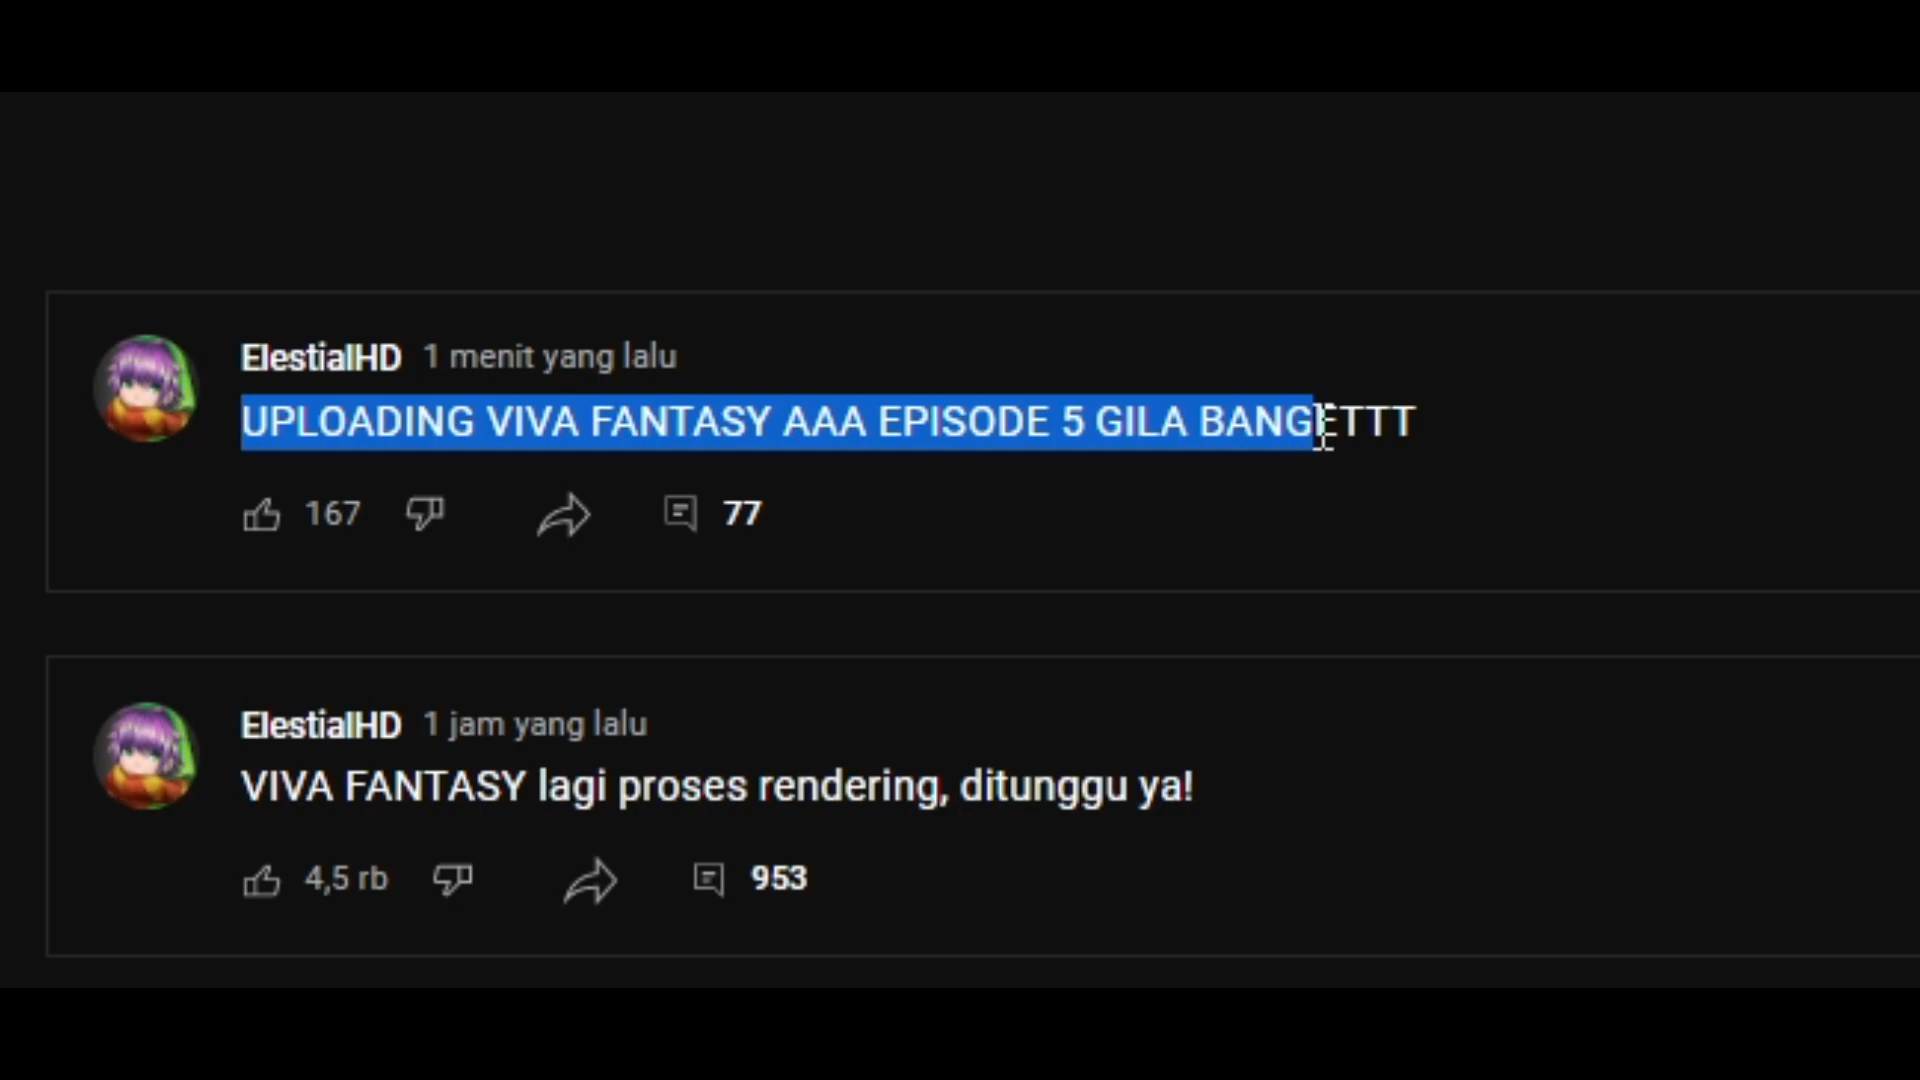 ElestialHD 1 menit yang lalu
UPLOADING VIVA FANTASY AAA EPISODE 5 GILA BANGETTT
167 77
ElestialHD 1 jam yang lalu
VIVA FANTASY lagi proses rendering, ditunggu ya!
4,5 rb 953